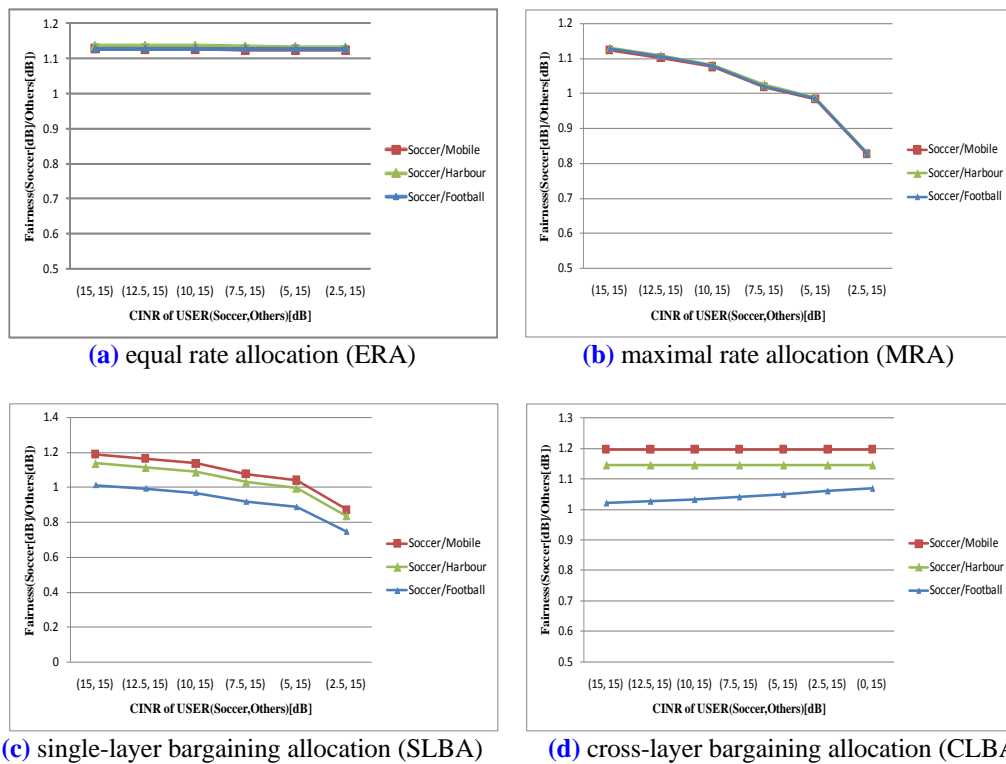 1.2
1.1
1
0.9
0.8
0.7
0.6
0.5
Fairness(Soccer[dB]/Others[dB])
Soccer/Mobile
Soccer/Harbour
Soccer/Football
(15, 15) (12.5, 15) (10, 15) (7.5, 15) (5, 15) (2.5, 15)
CINR of USER(Soccer,Others)[dB]
(a) equal rate allocation (ERA)
1.2
1.1
1
0.9
0.8
0.7
0.6
0.5
Fairness(Soccer[dB]/Others[dB])
Soccer/Mobile
Soccer/Harbour
Soccer/Football
(15, 15) (12.5, 15) (10, 15) (7.5, 15) (5, 15) (2.5, 15)
CINR of USER(Soccer,Others)[dB]
(b) maximal rate allocation (MRA)
1.4
1.2
1
0.8
0.6
0.4
0.2
0
Fairness(Soccer[dB]/Others[dB])
Soccer/Mobile
Soccer/Harbour
Soccer/Football
(15, 15) (12.5, 15) (10, 15) (7.5, 15) (5, 15) (2.5, 15)
CINR of USER(Soccer,Others)[dB]
(c) single-layer bargaining allocation (SLBA)
1.3
1.2
1.1
1
0.9
0.8
0.7
0.6
0.5
Fairness(Soccer[dB]/Others[dB])
Soccer/Mobile
Soccer/Harbour
Soccer/Football
(15, 15) (12.5, 15) (10, 15) (7.5, 15) (5, 15) (2.5, 15) (0, 15)
CINR of USER(Soccer,Others)[dB]
(d) cross-layer bargaining allocation (CLBA